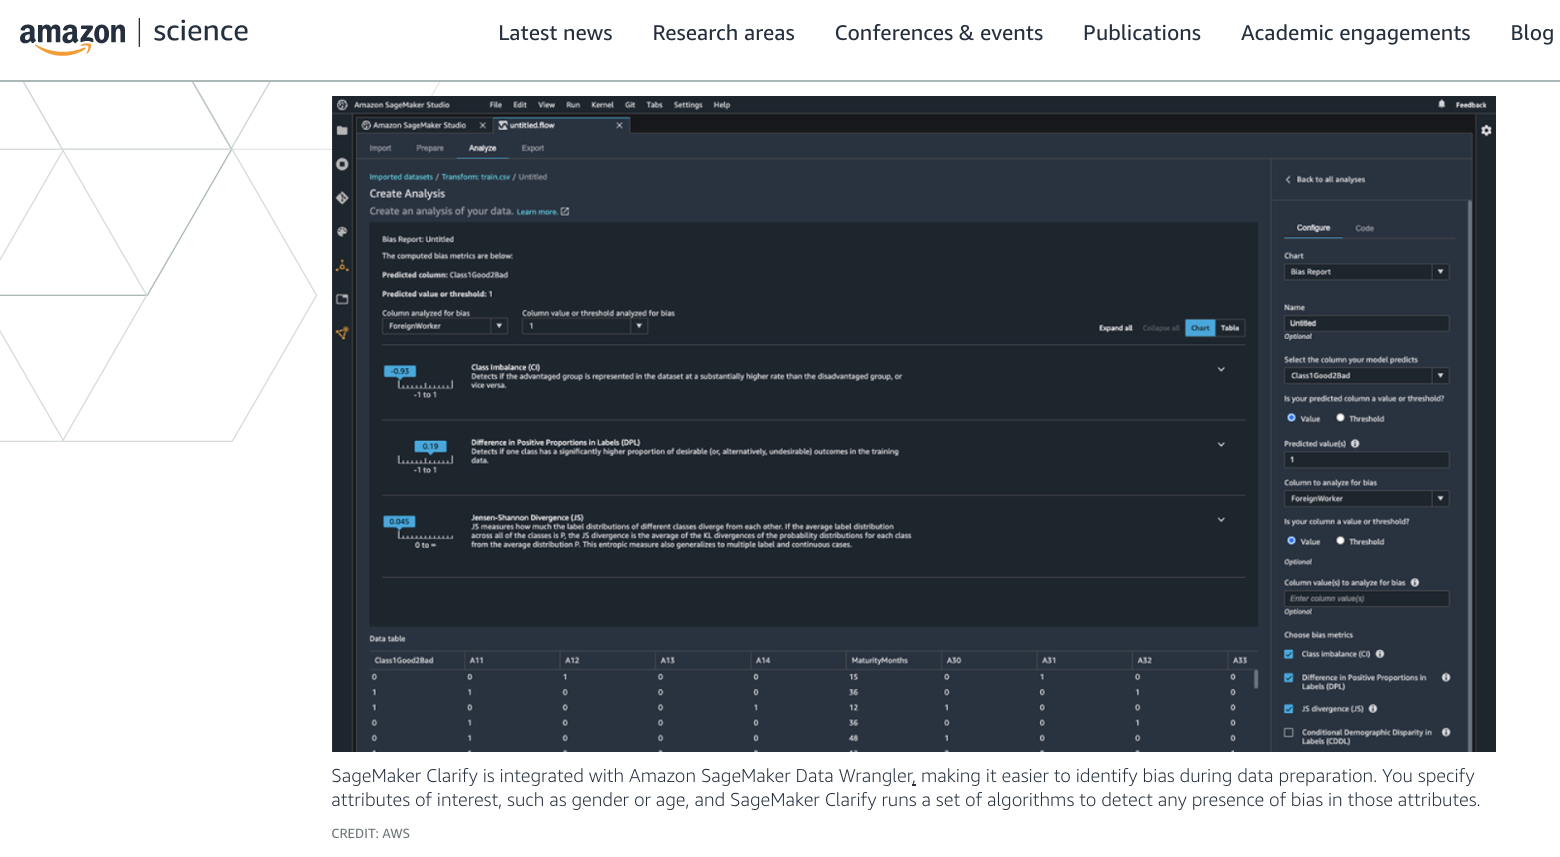 amazon | science
Latest news Research areas Conferences & events Publications Academic engagements Blog
Amazon SageMaker Studio File Edit View Run Kernel Git Tabs Settings Help Feedback
Amazon SageMaker Studio untitled.flow
Import Prepare Analyze Export
Imported datasets / Transform: train.csv / Untitled
Create Analysis
Create an analysis of your data. Learn more.
Bias Report: Untitled
The computed bias metrics are below:
Predicted column: Class1Good2Bad
Predicted value or threshold: 1
Column analyzed for bias Column value or threshold analyzed for bias
ForeignWorker 1
Expand all Collapse all Chart Table
-0.93
-1 to 1
Class Imbalance (CI)
Detects if the advantaged group is represented in the dataset at a substantially higher rate than the disadvantaged group, or
vice versa.
0.19
-1 to 1
Difference in Positive Proportions in Labels (DPL)
Detects if one class has a significantly higher proportion of desirable (or, alternatively, undesirable) outcomes in the training
data.
0.045
0 to ∞
Jensen-Shannon Divergence (JS)
JS measures how much the label distributions of different classes diverge from each other. If the average label distribution
across all of the classes is P, the JS divergence is the average of the KL divergences of the probability distributions for each class
from the average distribution P. This entropic measure also generalizes to multiple label and continuous cases.
Data table
Class1Good2Bad A11 A12 A13 A14 MaturityMonths A30 A31 A32 A33
0 0 1 0 0 15 0 1 0 0
1 1 0 0 0 36 0 0 1 0
1 0 0 0 1 12 1 0 0 0
0 1 0 0 0 36 0 0 1 0
0 1 0 0 0 48 1 0 0 0
Back to all analyses
Configure Code
Chart
Bias Report
Name
Untitled
Optional
Select the column your model predicts
Class1Good2Bad
Is your predicted column a value or threshold?
Value Threshold
Predicted value(s)
1
Column to analyze for bias
ForeignWorker
Is your column a value or threshold?
Value Threshold
Optional
Column value(s) to analyze for bias
Enter column value(s)
Optional
Choose bias metrics
Class imbalance (CI)
Difference in Positive Proportions in
Labels (DPL)
JS divergence (JS)
Conditional Demographic Disparity in
Labels (CDDL)
SageMaker Clarify is integrated with Amazon SageMaker Data Wrangler, making it easier to identify bias during data preparation. You specify
attributes of interest, such as gender or age, and SageMaker Clarify runs a set of algorithms to detect any presence of bias in those attributes.
CREDIT: AWS